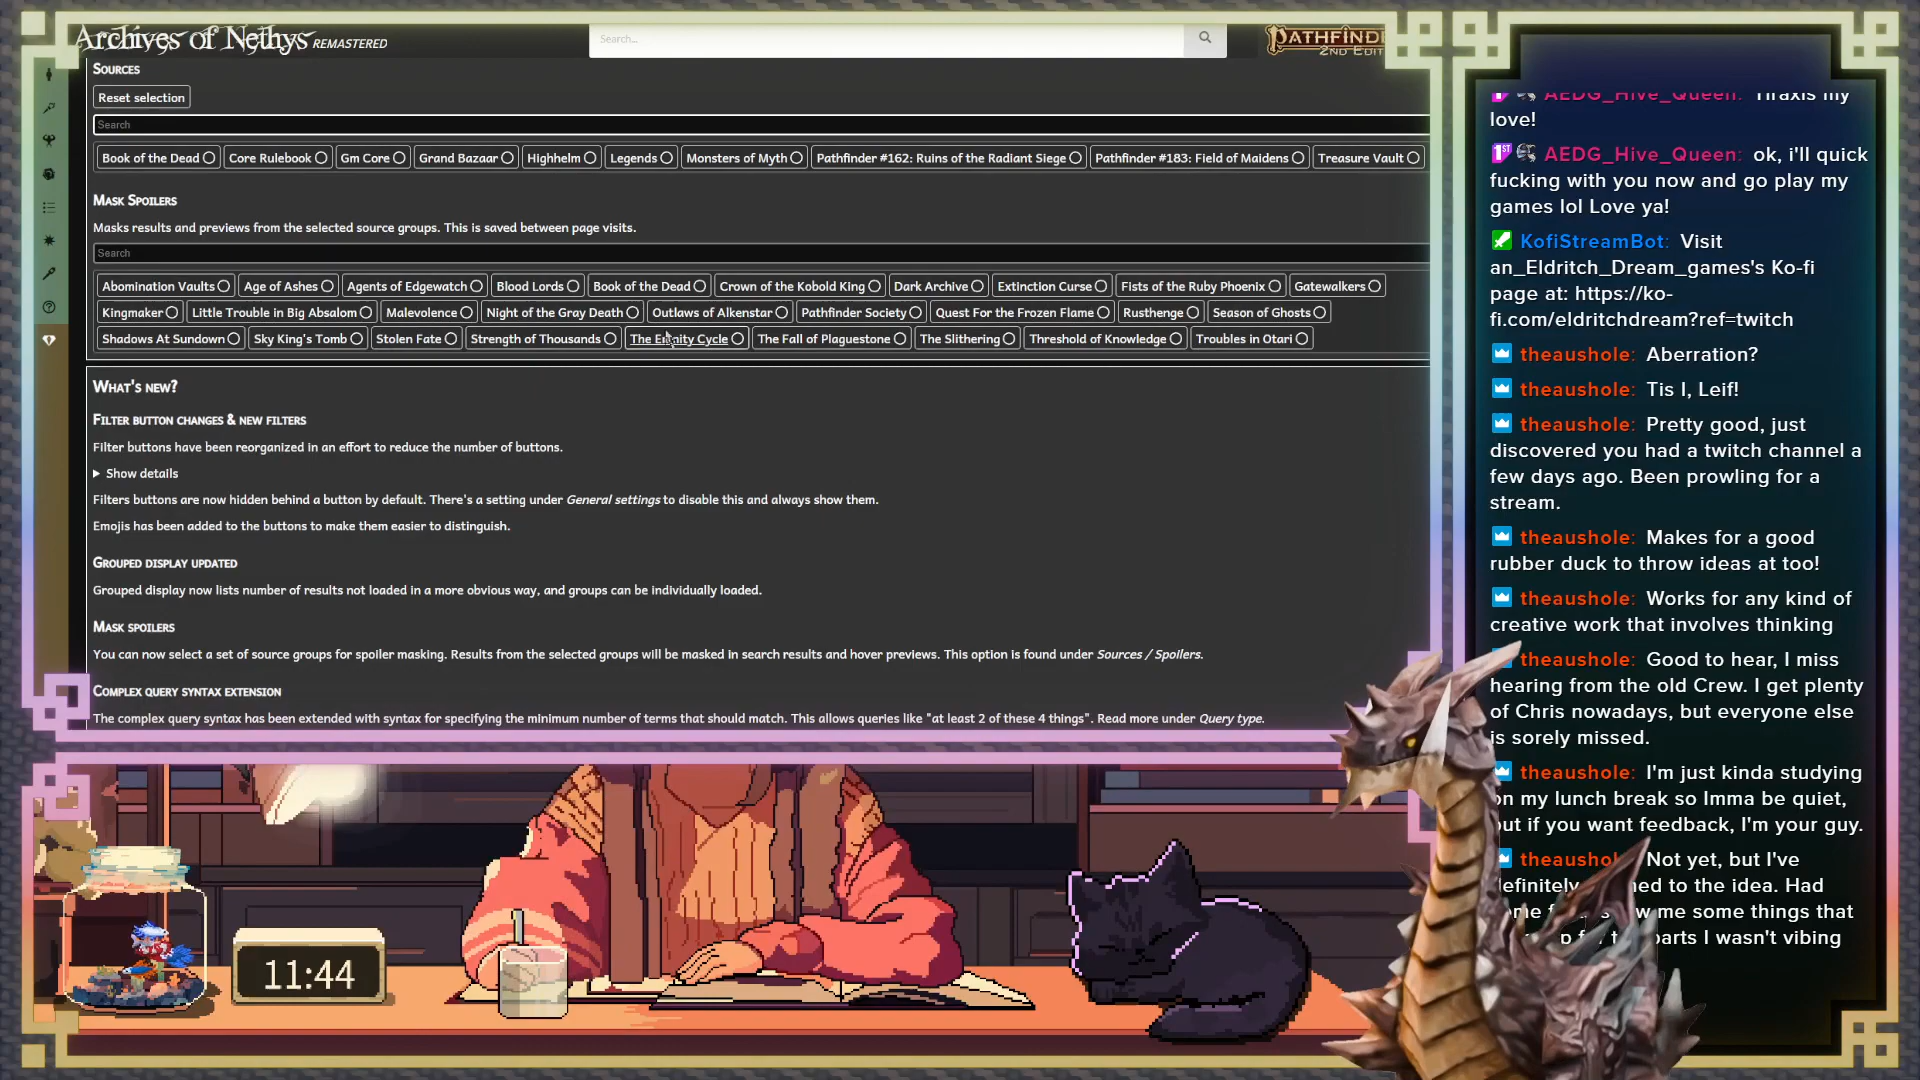 Archives of Nethys REMASTERED
Search...
PATHFIND
2ND EDIT
SOURCES
Reset selection
Search
Book of the Dead Core Rulebook Gm Core Grand Bazaar Highhelm Legends Monsters of Myth Pathfinder #162: Ruins of the Radiant Siege Pathfinder #183: Field of Maidens Treasure Vault
MASK SPOILERS
Masks results and previews from the selected source groups. This is saved between page visits.
Search
Abomination Vaults Age of Ashes Agents of Edgewatch Blood Lords Book of the Dead Crown of the Kobold King Dark Archive Extinction Curse Fists of the Ruby Phoenix Gatewalkers
Kingmaker Little Trouble in Big Absalom Malevolence Night of the Gray Death Outlaws of Alkenstar Pathfinder Society Quest For the Frozen Flame Rusthenge Season of Ghosts
Shadows At Sundown Sky King's Tomb Stolen Fate Strength of Thousands The Enmity Cycle The Fall of Plaguestone The Slithering Threshold of Knowledge Troubles in Otari
WHAT'S NEW?
FILTER BUTTON CHANGES & NEW FILTERS
Filter buttons have been reorganized in an effort to reduce the number of buttons.
Show details
Filters buttons are now hidden behind a button by default. There's a setting under General settings to disable this and always show them.
Emojis has been added to the buttons to make them easier to distinguish.
GROUPED DISPLAY UPDATED
Grouped display now lists number of results not loaded in a more obvious way, and groups can be individually loaded.
MASK SPOILERS
You can now select a set of source groups for spoiler masking. Results from the selected groups will be masked in search results and hover previews. This option is found under Sources / Spoilers.
COMPLEX QUERY SYNTAX EXTENSION
The complex query syntax has been extended with syntax for specifying the minimum number of terms that should match. This allows queries like "at least 2 of these 4 things". Read more under Query type.
11:44
AEDG_Hive_Queen: my
love!
1ST AEDG_Hive_Queen: ok, i'll quick
fucking with you now and go play my
games lol Love ya!
KofiStreamBot: Visit
an_Eldritch_Dream_games's Ko-fi
page at: https://ko-
fi.com/eldritchdream?ref=twitch
theaushole: Aberration?
theaushole: Tis I, Leif!
theaushole: Pretty good, just
discovered you had a twitch channel a
few days ago. Been prowling for a
stream.
theaushole: Makes for a good
rubber duck to throw ideas at too!
theaushole: Works for any kind of
creative work that involves thinking
theaushole: Good to hear, I miss
hearing from the old Crew. I get plenty
of Chris nowadays, but everyone else
is sorely missed.
theaushole: I'm just kinda studying
on my lunch break so Imma be quiet,
but if you want feedback, I'm your guy.
theaushole Not yet, but I've
definitely to the idea. Had
me some things that
parts I wasn't vibing